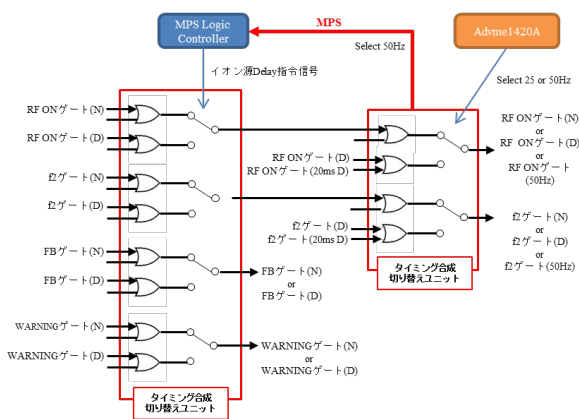 MPS Logic
Controller
MPS
Select 50Hz
Advme1420A
イオン源Delay指令信号
Select 25 or 50Hz
RF ONゲート(N)
RF ONゲート(D)
f2ゲート(N)
f2ゲート(D)
FBゲート(N)
FBゲート(D)
WARNINGゲート(N)
WARNINGゲート(D)
タイミング合成
切り替えユニット
FBゲート(N)
or
FBゲート(D)
WARNINGゲート(N)
or
WARNINGゲート(D)
RF ONゲート(D)
RF ONゲート(20ms D)
f2ゲート(D)
f2ゲート(20ms D)
タイミング合成
切り替えユニット
RF ONゲート(N)
or
RF ONゲート(D)
or
RF ONゲート
(50Hz)
f2ゲート(N)
or
f2ゲート(D)
or
f2ゲート(50Hz)